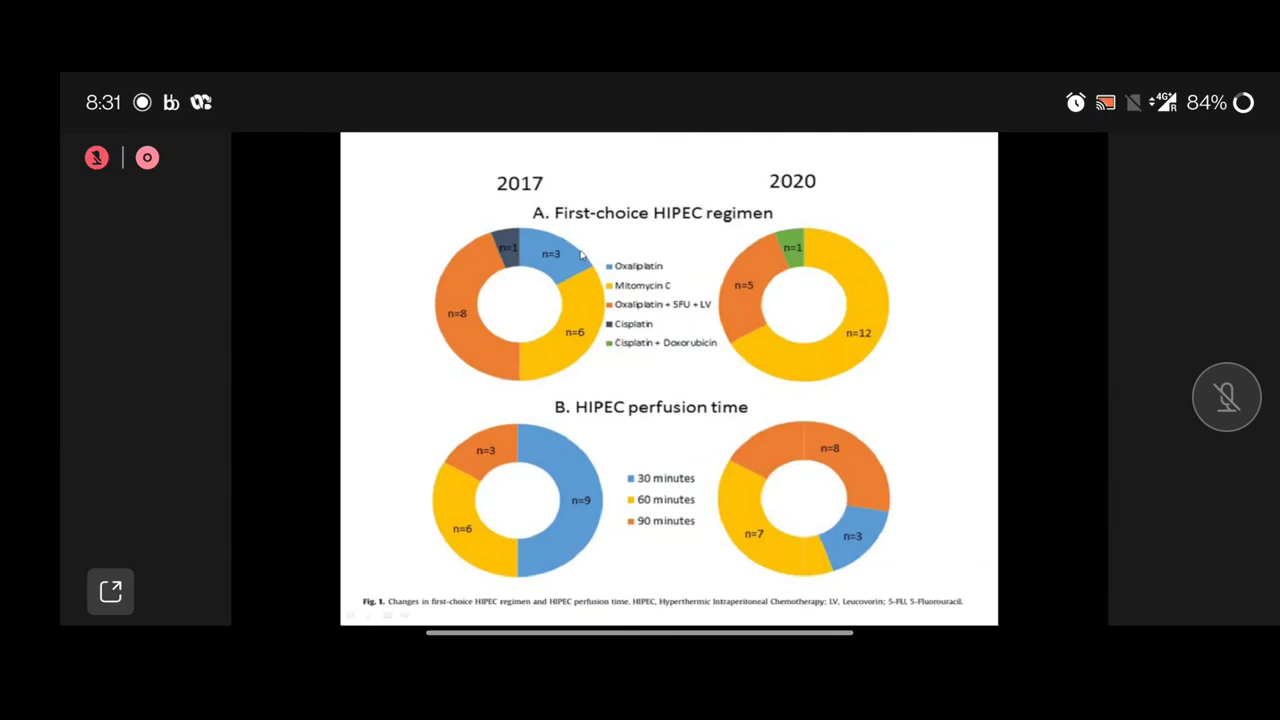 8:31
4G+
R
84%
2017
2020
A. First-choice HIPEC regimen
n=1
n=3
n=8
n=6
Oxaliplatin
Mitomycin C
Oxaliplatin + 5FU + LV
Cisplatin
Cisplatin + Doxorubicin
n=1
n=5
n=12
B. HIPEC perfusion time
n=3
n=9
n=6
30 minutes
60 minutes
90 minutes
n=8
n=7
n=3
Fig. 1. Changes in first-choice HIPEC regimen and HIPEC perfusion time. HIPEC, Hyperthermic Intraperitoneal Chemotherapy; LV, Leucovorin; 5-FU, 5-Fluorouracil.